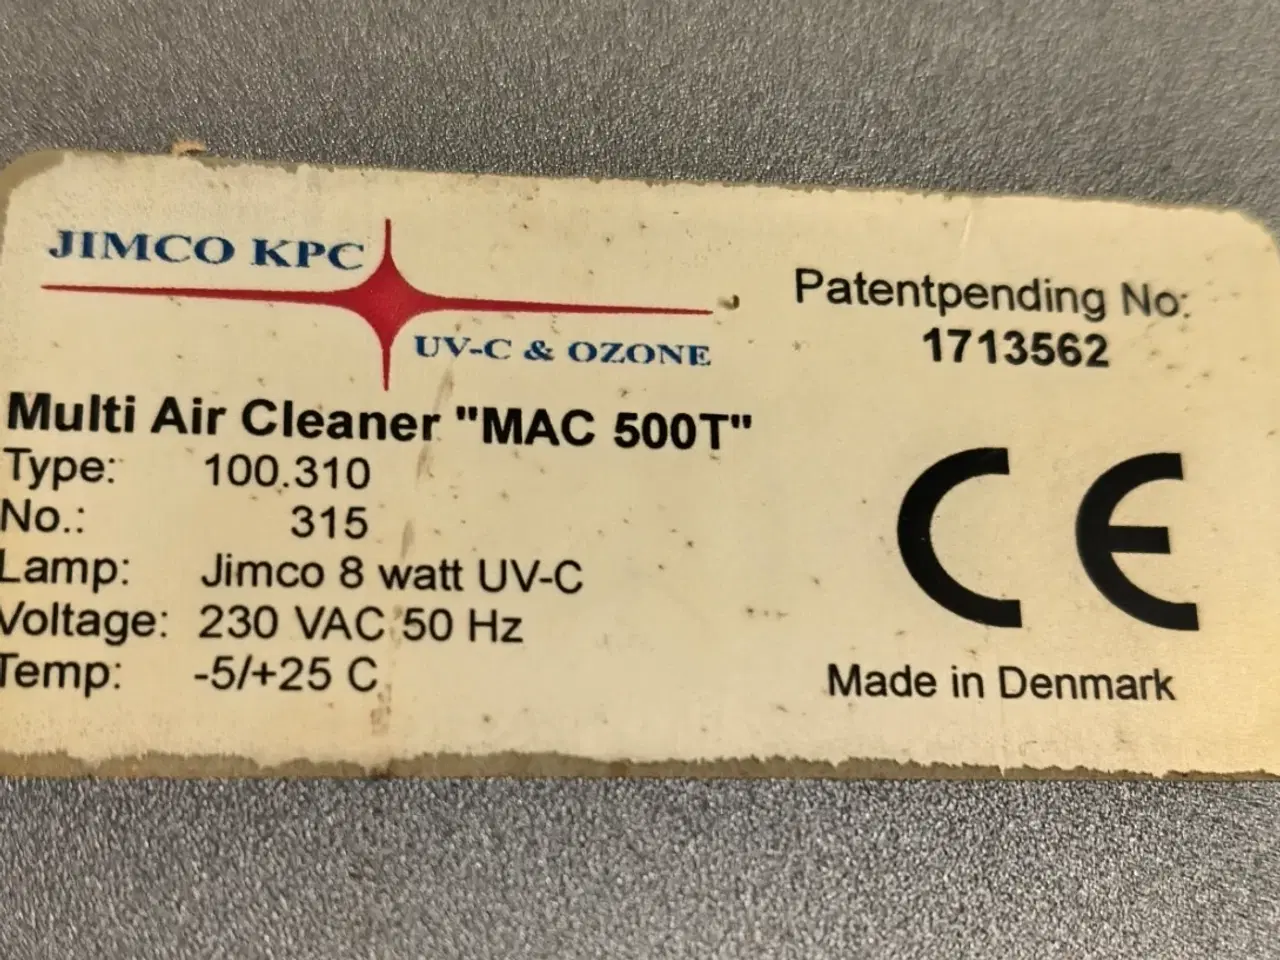 JIMCO KPC
UV-C & OZONE
Multi Air Cleaner "MAC 500T"
Type: 100.310
No.: 315
Lamp: Jimco 8 watt UV-C
Voltage: 230 VAC 50 Hz
Temp: -5/+25 C
Patentpending No:
1713562
CE
Made in Denmark